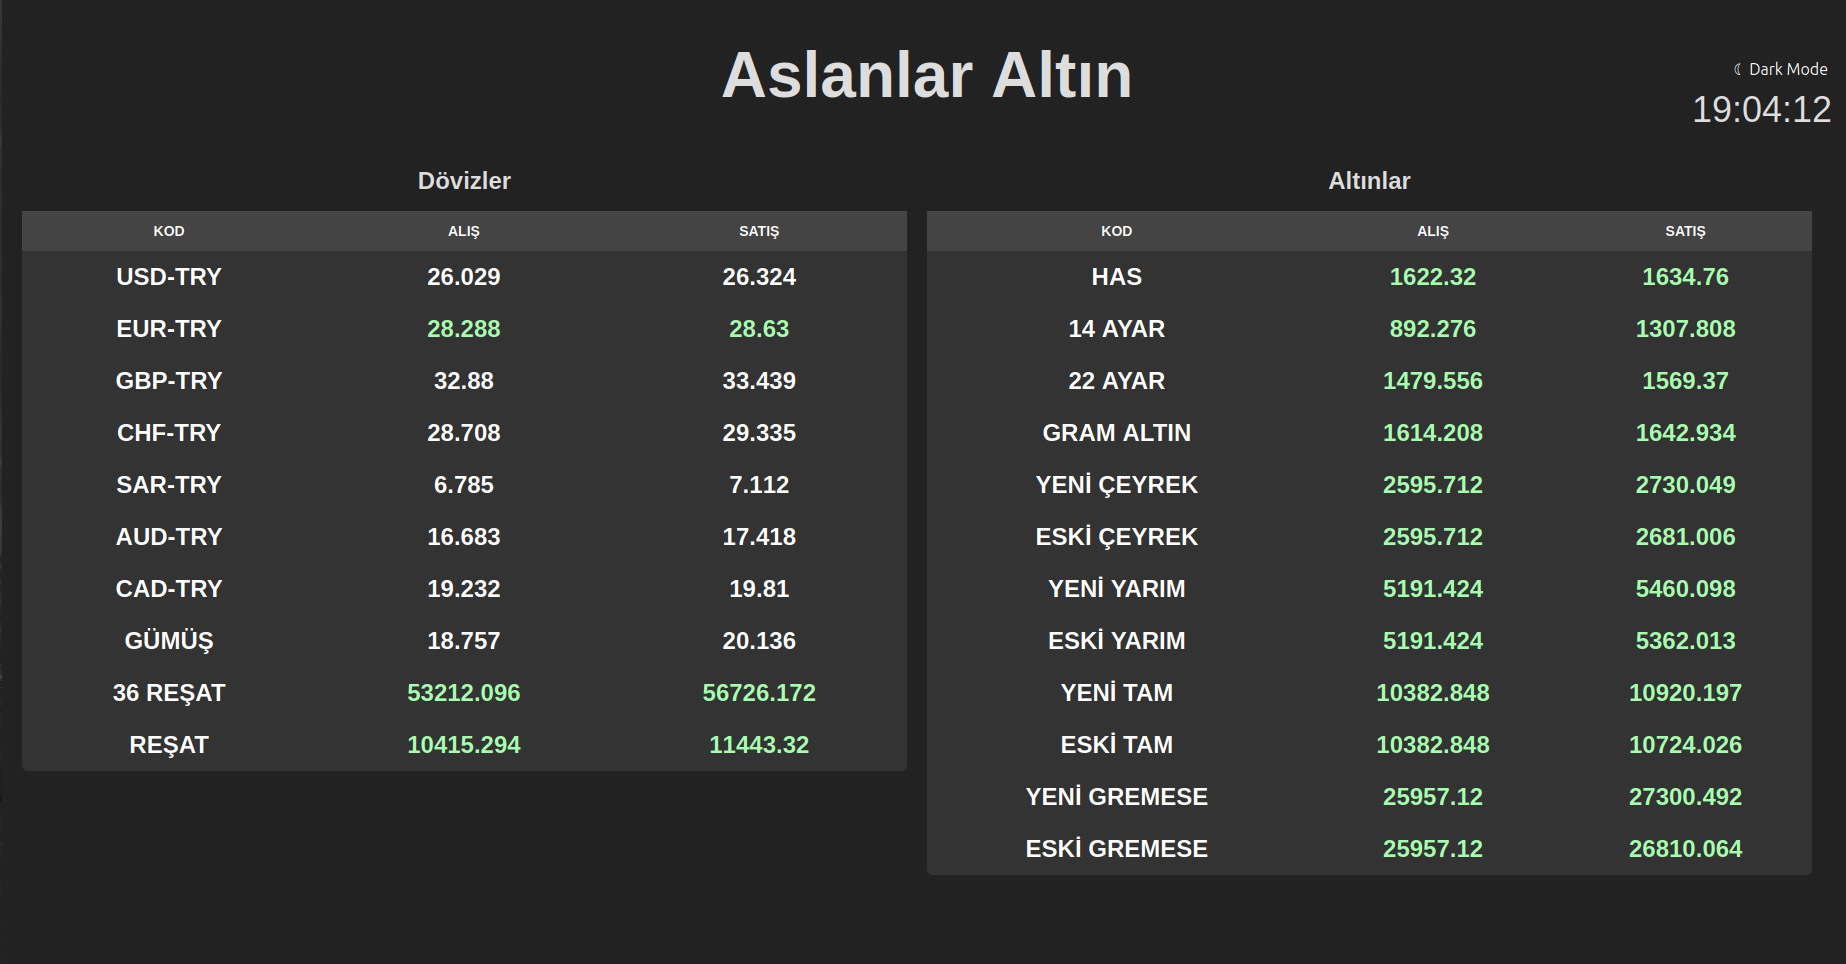 Aslanlar Altın
☾ Dark Mode
19:04:12
Dövizler
KOD ALIŞ SATIŞ
USD-TRY 26.029 26.324
EUR-TRY 28.288 28.63
GBP-TRY 32.88 33.439
CHF-TRY 28.708 29.335
SAR-TRY 6.785 7.112
AUD-TRY 16.683 17.418
CAD-TRY 19.232 19.81
GÜMÜŞ 18.757 20.136
36 REŞAT 53212.096 56726.172
REŞAT 10415.294 11443.32
Altınlar
KOD ALIŞ SATIŞ
HAS 1622.32 1634.76
14 AYAR 892.276 1307.808
22 AYAR 1479.556 1569.37
GRAM ALTIN 1614.208 1642.934
YENİ ÇEYREK 2595.712 2730.049
ESKİ ÇEYREK 2595.712 2681.006
YENİ YARIM 5191.424 5460.098
ESKİ YARIM 5191.424 5362.013
YENİ TAM 10382.848 10920.197
ESKİ TAM 10382.848 10724.026
YENİ GREMESE 25957.12 27300.492
ESKİ GREMESE 25957.12 26810.064